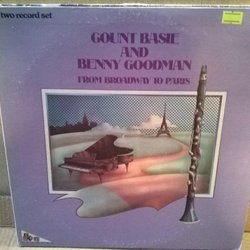 two record set
COUNT BASIE
AND
BENNY GOODMAN
FROM BROADWAY TO PARIS